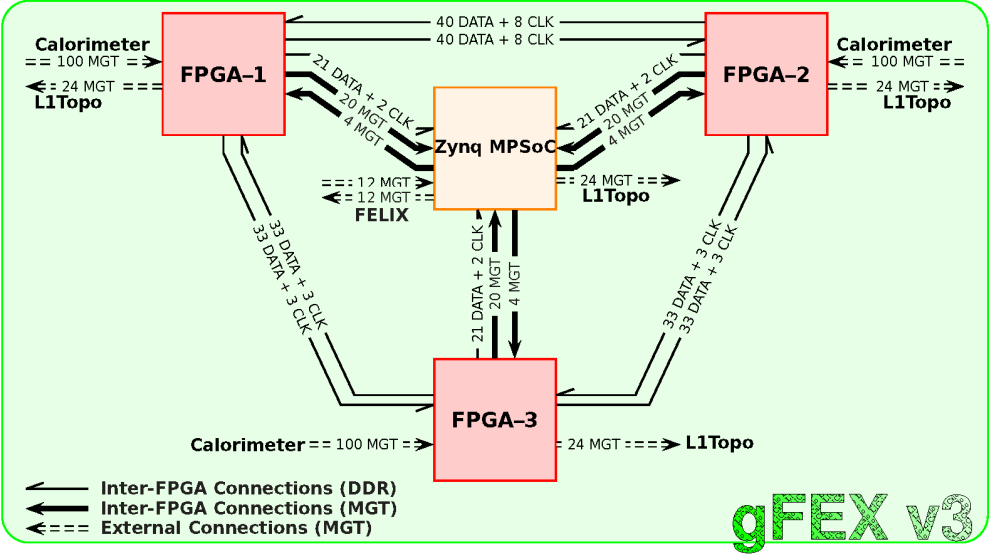 40 DATA + 8 CLK
40 DATA + 8 CLK
Calorimeter
100 MGT
24 MGT
L1Topo
FPGA–1
21 DATA + 2 CLK
20 MGT
4 MGT
21 DATA + 2 CLK
20 MGT
4 MGT
FPGA–2
Calorimeter
100 MGT
24 MGT
L1Topo
Zynq MPSoC
12 MGT
12 MGT
FELIX
24 MGT
L1Topo
33 DATA + 3 CLK
33 DATA + 3 CLK
21 DATA + 2 CLK
20 MGT
4 MGT
33 DATA + 3 CLK
33 DATA + 3 CLK
FPGA–3
Calorimeter
100 MGT
24 MGT
L1Topo
Inter-FPGA Connections (DDR)
Inter-FPGA Connections (MGT)
External Connections (MGT)
gFEX v3